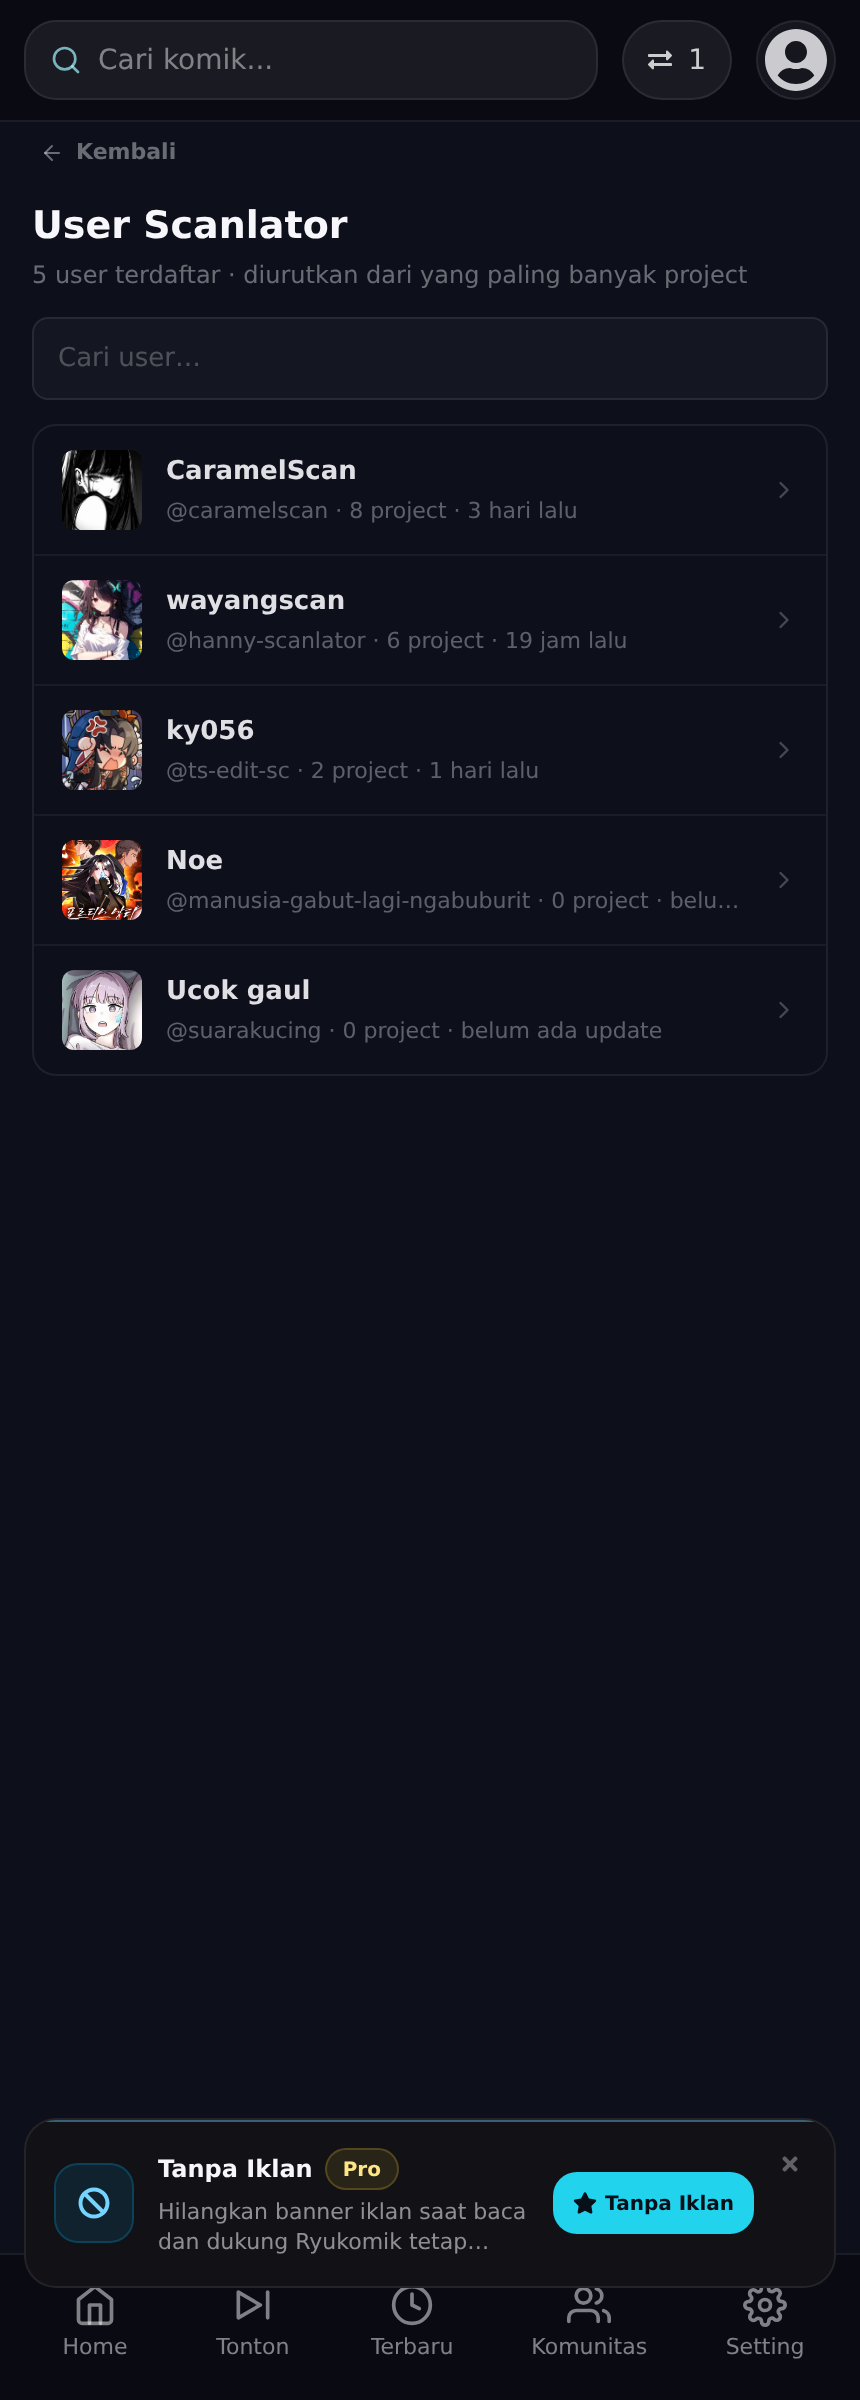 Cari komik...
1
Kembali
User Scanlator
5 user terdaftar · diurutkan dari yang paling banyak project
Cari user...
CaramelScan
@caramelscan · 8 project · 3 hari lalu
wayangscan
@hanny-scanlator · 6 project · 19 jam lalu
ky056
@ts-edit-sc · 2 project · 1 hari lalu
Noe
@manusia-gabut-lagi-ngabuburit · 0 project · belu...
Ucok gaul
@suarakucing · 0 project · belum ada update
Tanpa Iklan Pro
Hilangkan banner iklan saat baca
dan dukung Ryukomik tetap...
Tanpa Iklan
Home Tonton Terbaru Komunitas Setting